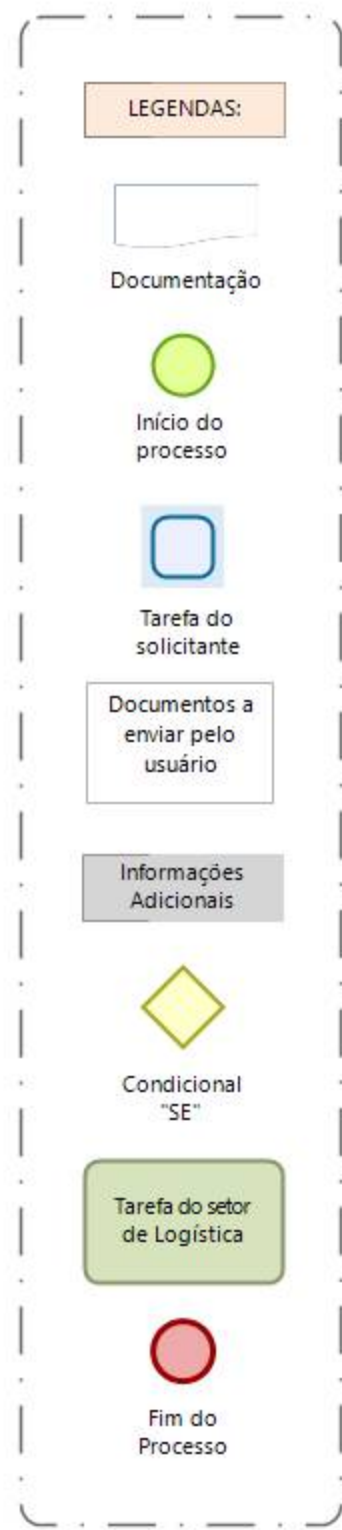 LEGENDAS:
Documentação
Início do
processo
Tarefa do
solicitante
Documentos a
enviar pelo
usuário
Informações
Adicionais
Condicional
"SE"
Tarefa do setor
de Logística
Fim do
Processo